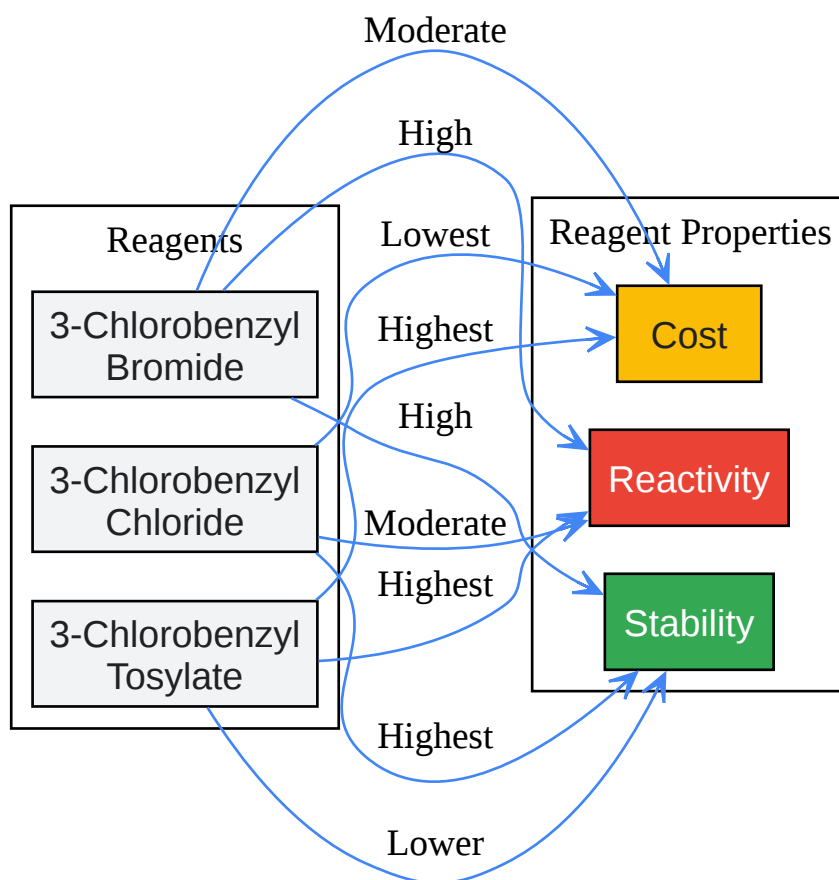 Moderate
High
Reagents
Lowest
Reagent Properties
3-Chlorobenzyl
Bromide
Highest
Cost
High
3-Chlorobenzyl
Chloride
Moderate
Reactivity
Highest
3-Chlorobenzyl
Tosylate
Stability
Highest
Lower